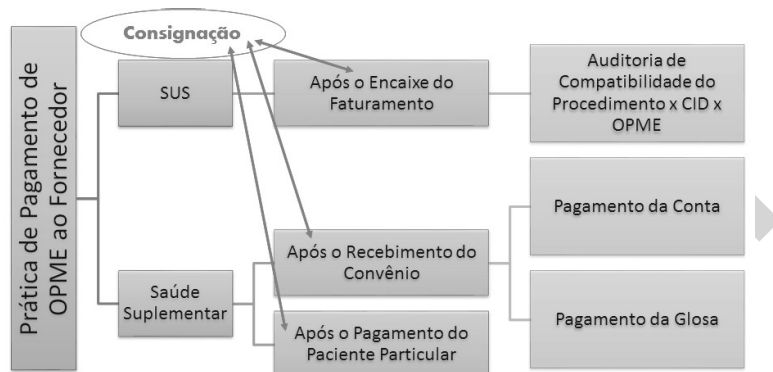 Consignação
Prática de Pagamento de
OPME ao Fornecedor
SUS
Após o Encaixe do
Faturamento
Auditoria de
Compatibilidade do
Procedimento x CID x
OPME
Saúde
Suplementar
Após o Recebimento do
Convênio
Pagamento da Conta
Pagamento da Glosa
Após o Pagamento do
Paciente Particular